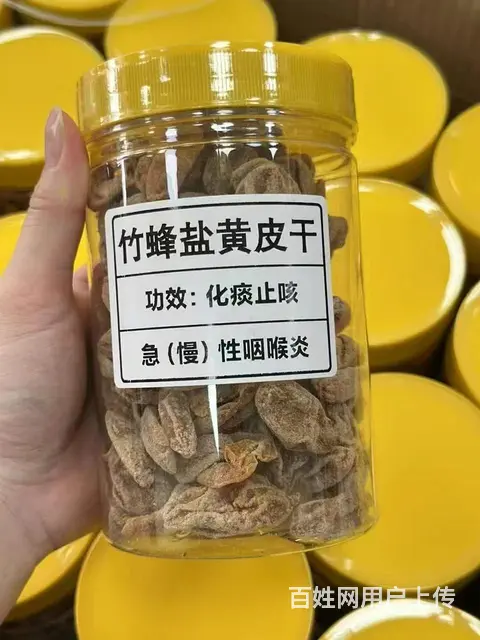 竹蜂盐黄皮干
功效：化痰止咳
急（慢）性咽喉炎
百姓网用户上传